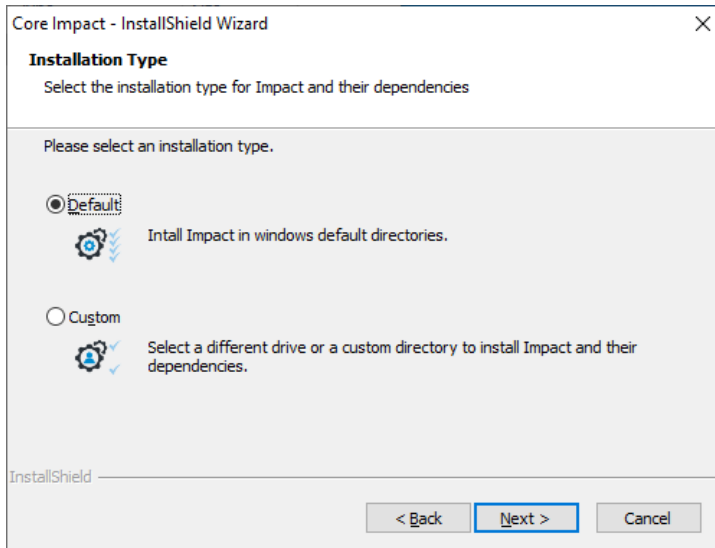 Core Impact - InstallShield Wizard
Installation Type
Select the installation type for Impact and their dependencies
Please select an installation type.
Default
Intall Impact in windows default directories.
Custom
Select a different drive or a custom directory to install Impact and their
dependencies.
InstallShield
< Back Next > Cancel